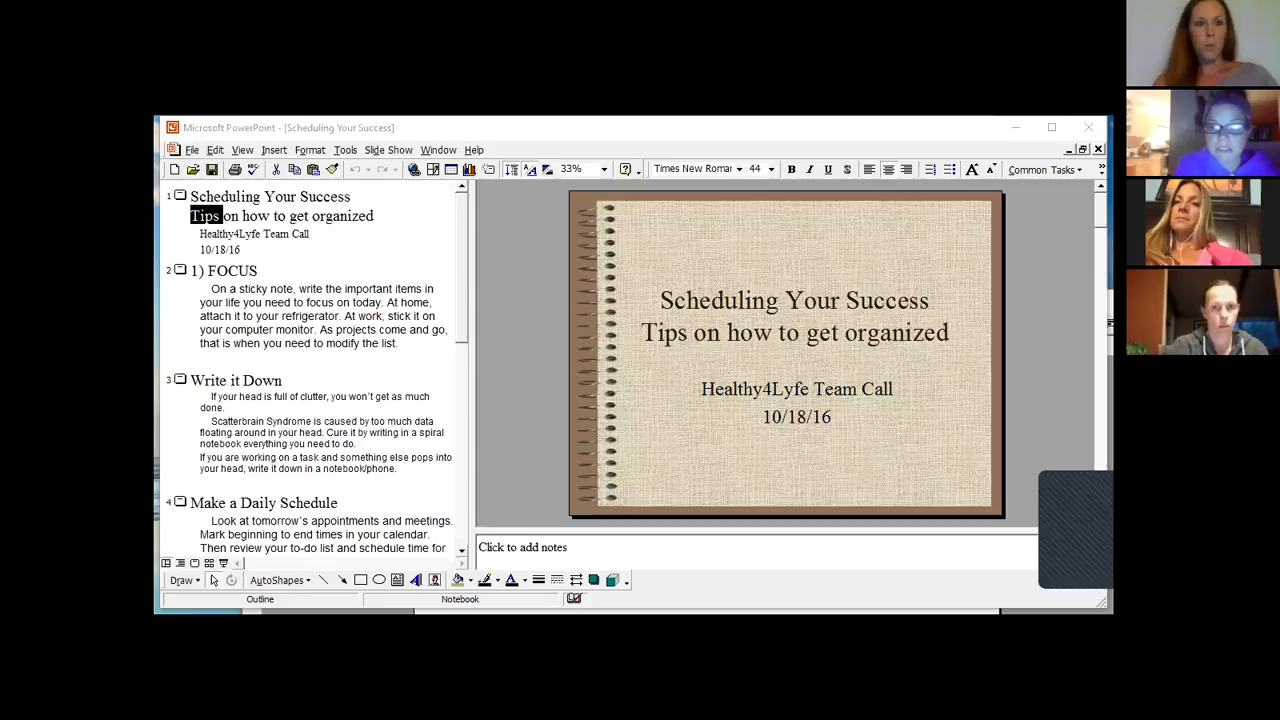 Microsoft PowerPoint - [Scheduling Your Success]
File Edit View Insert Format Tools Slide Show Window Help
33% Times New Romar 44 B I U S A A Common Tasks
1 Scheduling Your Success
Tips on how to get organized
Healthy4Lyfe Team Call
10/18/16
2 1) FOCUS
On a sticky note, write the important items in
your life you need to focus on today. At home,
attach it to your refrigerator. At work, stick it on
your computer monitor. As projects come and go,
that is when you need to modify the list.
3 Write it Down
If your head is full of clutter, you won't get as much
done.
Scatterbrain Syndrome is caused by too much data
floating around in your head. Cure it by writing in a spiral
notebook everything you need to do.
If you are working on a task and something else pops into
your head, write it down in a notebook/phone.
4 Make a Daily Schedule
Look at tomorrow's appointments and meetings.
Mark beginning to end times in your calendar.
Then review your to-do list and schedule time for
Scheduling Your Success
Tips on how to get organized
Healthy4Lyfe Team Call
10/18/16
Click to add notes
Draw AutoShapes
Outline Notebook